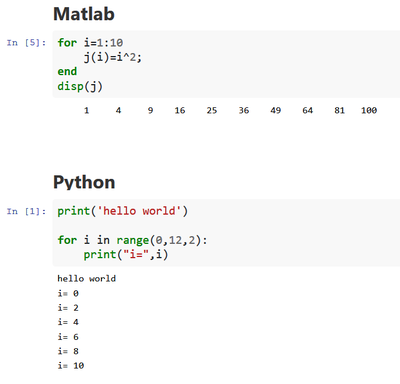 Matlab
In [5]: for i=1:10
    j(i)=i^2;
end
disp(j)
1 4 9 16 25 36 49 64 81 100
Python
In [1]: print('hello world')
for i in range(0,12,2):
    print("i=",i)
hello world
i= 0
i= 2
i= 4
i= 6
i= 8
i= 10